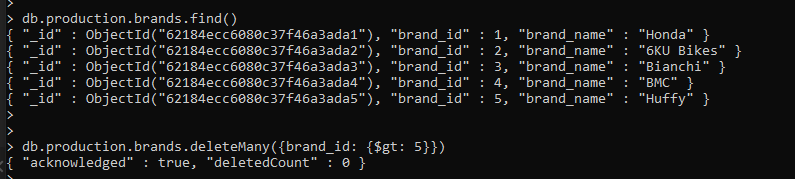 >
> db.production.brands.find()
{ "_id" : ObjectId("62184ecc6080c37f46a3ada1"), "brand_id" : 1, "brand_name" : "Honda" }
{ "_id" : ObjectId("62184ecc6080c37f46a3ada2"), "brand_id" : 2, "brand_name" : "6KU Bikes" }
{ "_id" : ObjectId("62184ecc6080c37f46a3ada3"), "brand_id" : 3, "brand_name" : "Bianchi" }
{ "_id" : ObjectId("62184ecc6080c37f46a3ada4"), "brand_id" : 4, "brand_name" : "BMC" }
{ "_id" : ObjectId("62184ecc6080c37f46a3ada5"), "brand_id" : 5, "brand_name" : "Huffy" }
>
>
> db.production.brands.deleteMany({brand_id: {$gt: 5}})
{ "acknowledged" : true, "deletedCount" : 0 }